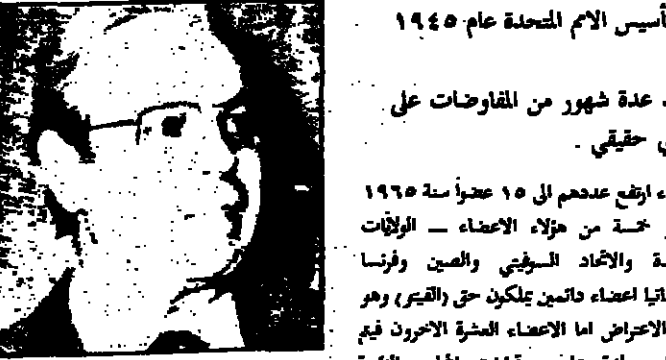 أسيس الامم المتحدة عام ١٩٤٥
عدة شهور من المفاوضات على
حقيقي .
ارتفع عددهم الى ١٥ عضواً سنة ١٩٦٥
خمسة من هؤلاء الاعضاء — الولايات
والاتحاد السوفيتي والصين وفرنسا
اعضاء دائمين يملكون حق (الفيتو) وهو
الاعتراض اما الاعضاء العشرة الاخرون فيتم